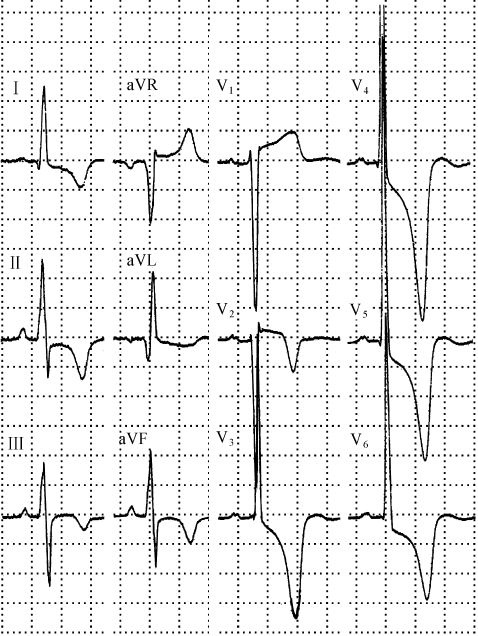 I aVR V₁ V₄
II aVL
V₂ V₅
III aVF V₃ V₆